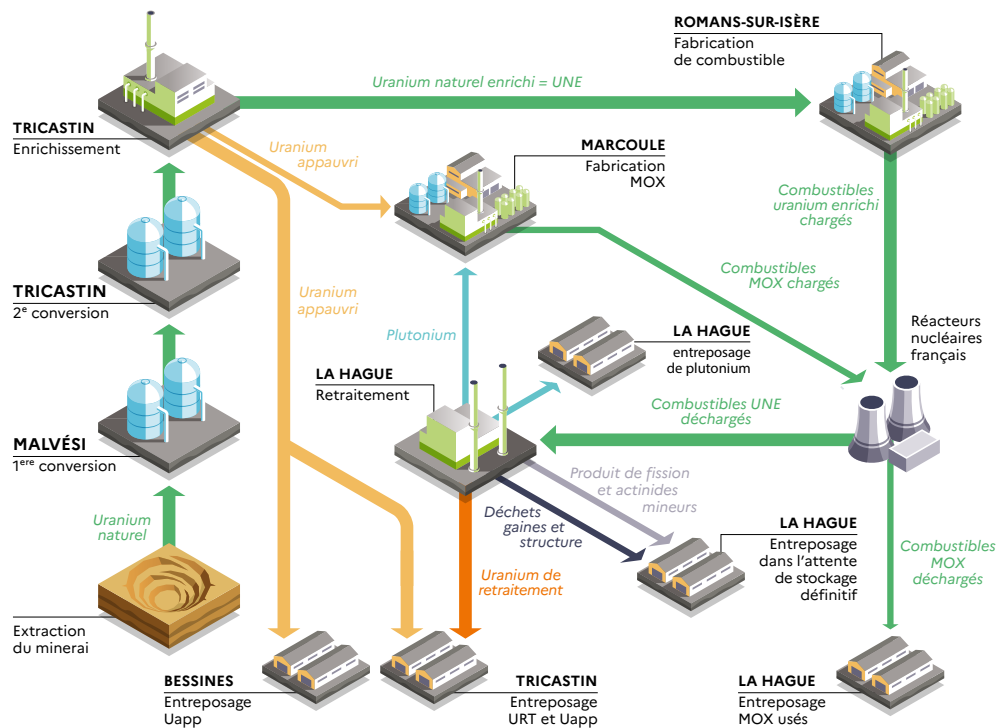 ROMANS-SUR-ISÈRE
Fabrication
de combustible
Uranium naturel enrichi = UNE
TRICASTIN
Enrichissement
Uranium
appauvri
MARCOULE
Fabrication
MOX
Combustibles
uranium enrichi
chargés
TRICASTIN
2e conversion
Uranium
appauvri
Combustibles
MOX chargés
Plutonium
LA HAGUE
entreposage
de plutonium
Réacteurs
nucléaires
français
LA HAGUE
Retraitement
Combustibles UNE
déchargés
MALVÉSI
1ere conversion
Produit de fission
et actinides
mineurs
Déchets
gaines et
structure
Uranium
naturel
LA HAGUE
Entreposage
dans l'attente
de stockage
définitif
Combustibles
MOX
déchargés
Uranium de
retraitement
Extraction
du minerai
BESSINES
Entreposage
Uapp
TRICASTIN
Entreposage
URT et Uapp
LA HAGUE
Entreposage
MOX usés